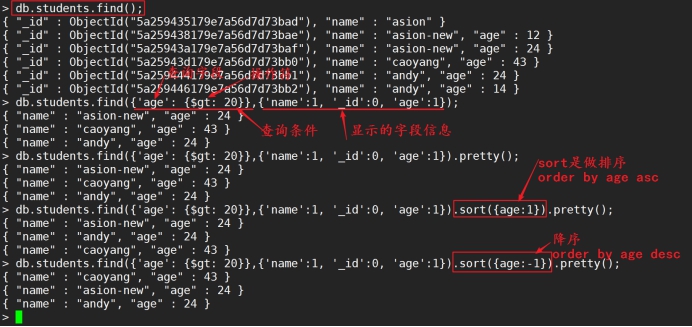 > db.students.find();
{ "_id" : ObjectId("5a259435179e7a56d7d73bad"), "name" : "asion" }
{ "_id" : ObjectId("5a259438179e7a56d7d73bae"), "name" : "asion-new", "age" : 12 }
{ "_id" : ObjectId("5a25943a179e7a56d7d73baf"), "name" : "asion-new", "age" : 24 }
{ "_id" : ObjectId("5a25943d179e7a56d7d73bb0"), "name" : "caoyang", "age" : 43 }
{ "_id" : ObjectId("5a259444179e7a56d7d73bb1"), "name" : "andy", "age" : 24 }
{ "_id" : ObjectId("5a259446179e7a56d7d73bb2"), "name" : "andy", "age" : 14 }
查询字段
> db.students.find({'age': {$gt: 20}},{'name':1, '_id':0, 'age':1});
{ "name" : "asion-new", "age" : 24 }
查询条件
显示的字段信息
{ "name" : "caoyang", "age" : 43 }
{ "name" : "andy", "age" : 24 }
> db.students.find({'age': {$gt: 20}},{'name':1, '_id':0, 'age':1}).pretty();
{ "name" : "asion-new", "age" : 24 }
{ "name" : "caoyang", "age" : 43 }
{ "name" : "andy", "age" : 24 }
sort是做排序
order by age asc
> db.students.find({'age': {$gt: 20}},{'name':1, '_id':0, 'age':1}).sort({age:1}).pretty();
{ "name" : "asion-new", "age" : 24 }
{ "name" : "andy", "age" : 24 }
{ "name" : "caoyang", "age" : 43 }
降序
order by age desc
> db.students.find({'age': {$gt: 20}},{'name':1, '_id':0, 'age':1}).sort({age:-1}).pretty();
{ "name" : "caoyang", "age" : 43 }
{ "name" : "asion-new", "age" : 24 }
{ "name" : "andy", "age" : 24 }
>